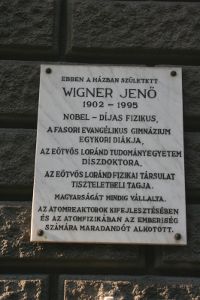 EBBEN A HÁZBAN SZÜLETETT
WIGNER JENŐ
1902 – 1995
NOBEL – DÍJAS FIZIKUS,
A FASORI EVANGÉLIKUS GIMNÁZIUM
EGYKORI DIÁKJA,
AZ EÖTVÖS LORÁND TUDOMÁNYEGYETEM
DÍSZDOKTORA,
AZ EÖTVÖS LORÁND FIZIKAI TÁRSULAT
TISZTELETBELI TAGJA.
MAGYARSÁGÁT MINDIG VÁLLALTA.
AZ ATOMREAKTOROK KIFEJLESZTÉSÉBEN
ÉS AZ ATOMFIZIKÁBAN AZ EMBERISÉG
SZÁMÁRA MARADANDÓT ALKOTOTT.